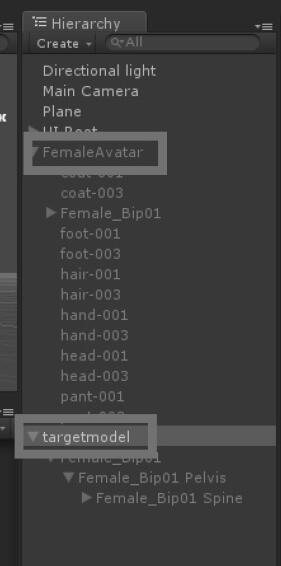 Hierarchy
Create
All
Directional light
Main Camera
Plane
UI Root
FemaleAvatar
coat-001
coat-003
Female_Bip01
foot-001
foot-003
hair-001
hair-003
hand-001
hand-003
head-001
head-003
pant-001
targetmodel
Female_Bip01
Female_Bip01 Pelvis
Female_Bip01 Spine